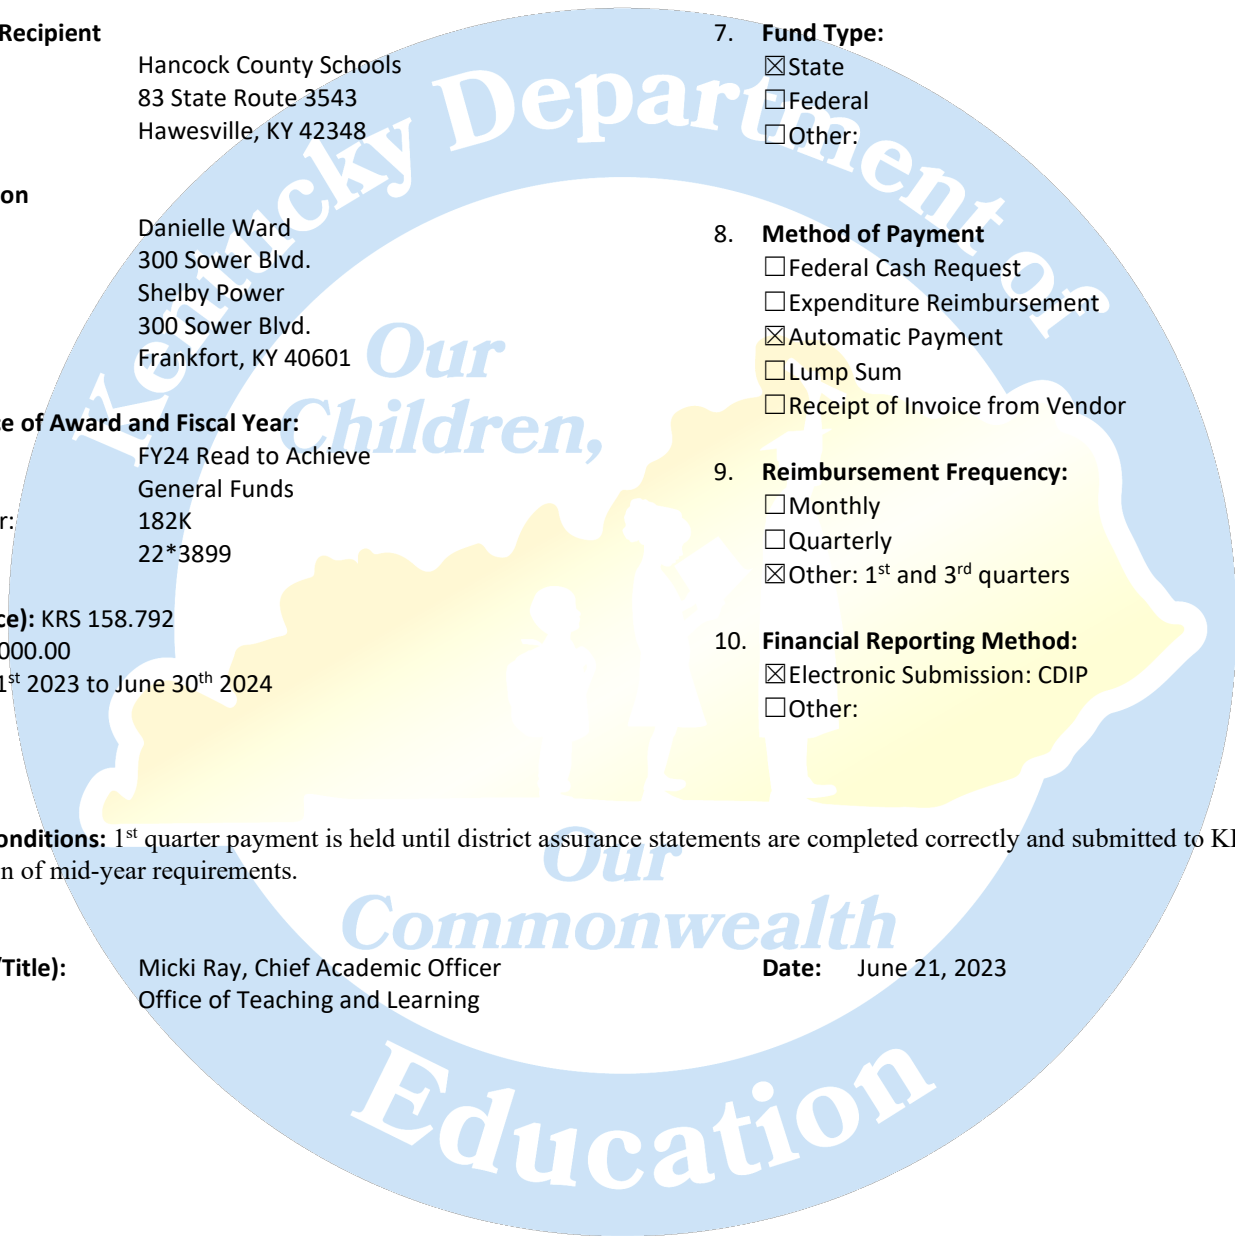 Recipient
Hancock County Schools
83 State Route 3543
Hawesville, KY 42348
on
Danielle Ward
300 Sower Blvd.
Shelby Power
300 Sower Blvd.
Frankfort, KY 40601
ce of Award and Fiscal Year:
FY24 Read to Achieve
General Funds
r: 182K
22*3899
ce): KRS 158.792
000.00
1st 2023 to June 30th 2024
7. Fund Type:
☒State
☐Federal
☐Other:
8. Method of Payment
☐Federal Cash Request
☐Expenditure Reimbursement
☒Automatic Payment
☐Lump Sum
☐Receipt of Invoice from Vendor
9. Reimbursement Frequency:
☐Monthly
☐Quarterly
☒Other: 1st and 3rd quarters
10. Financial Reporting Method:
☒Electronic Submission: CDIP
☐Other:
onditions: 1st quarter payment is held until district assurance statements are completed correctly and submitted to KI
n of mid-year requirements.
/Title): Micki Ray, Chief Academic Officer
Office of Teaching and Learning
Date: June 21, 2023
Kentucky Department of
Education
Our
Children,
Our
Commonwealth